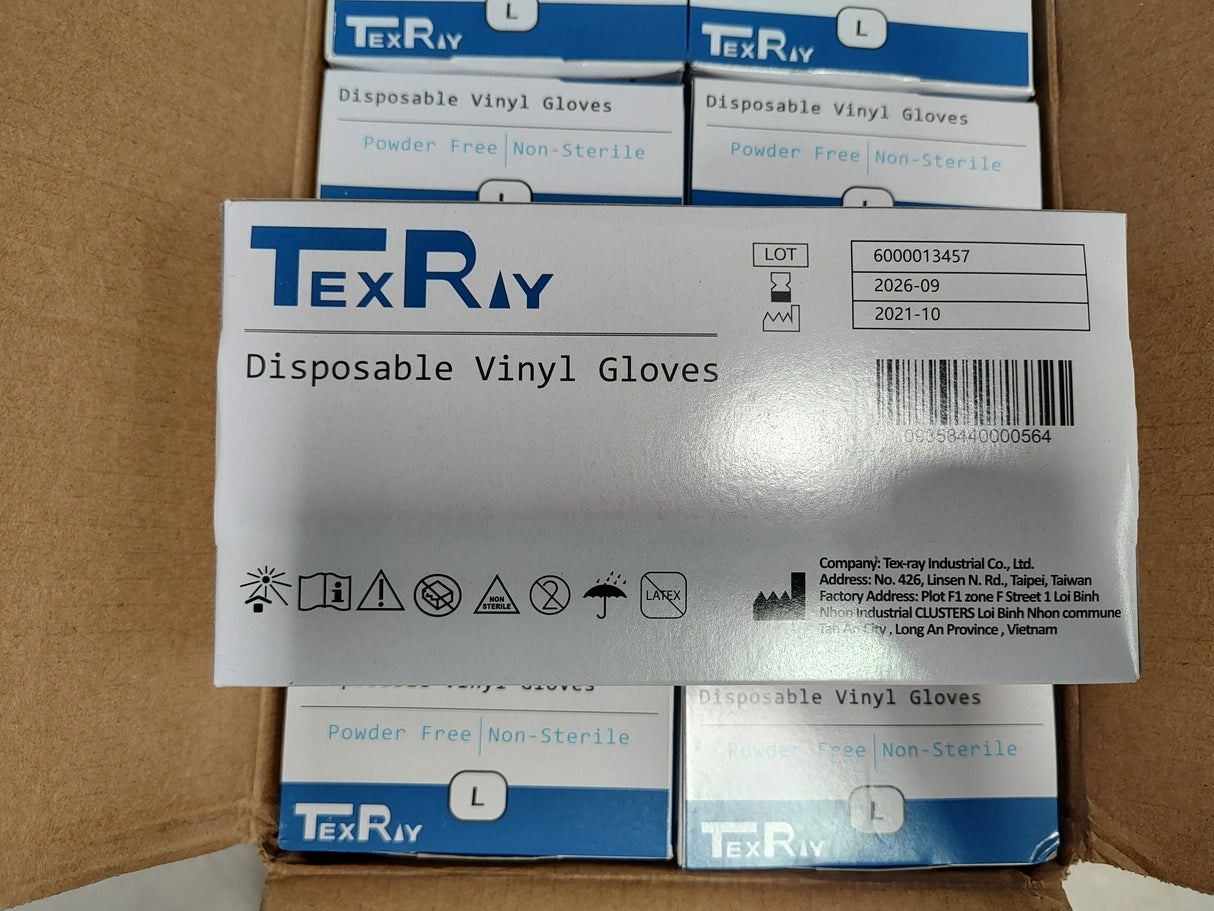 L
TEXRAY
L
TEXRAY
Disposable Vinyl Gloves
Powder Free Non-Sterile
L
Disposable Vinyl Gloves
Powder Free Non-Sterile
L
TEXRAY
Disposable Vinyl Gloves
LOT 6000013457
2026-09
2021-10
09358440000564
NON
STERILE
2
LATEX
Company: Tex-ray Industrial Co., Ltd.
Address: No. 426, Linsen N. Rd., Taipei, Taiwan
Factory Address: Plot F1 zone F Street 1 Loi Binh
Nhon Industrial CLUSTERS Loi Binh Nhon commune
Tan An City , Long An Province , Vietnam
Vinyl Gloves
Powder Free Non-Sterile
L
TEXRAY
Disposable Vinyl Gloves
Powder Free Non-Sterile
L
TEXRAY